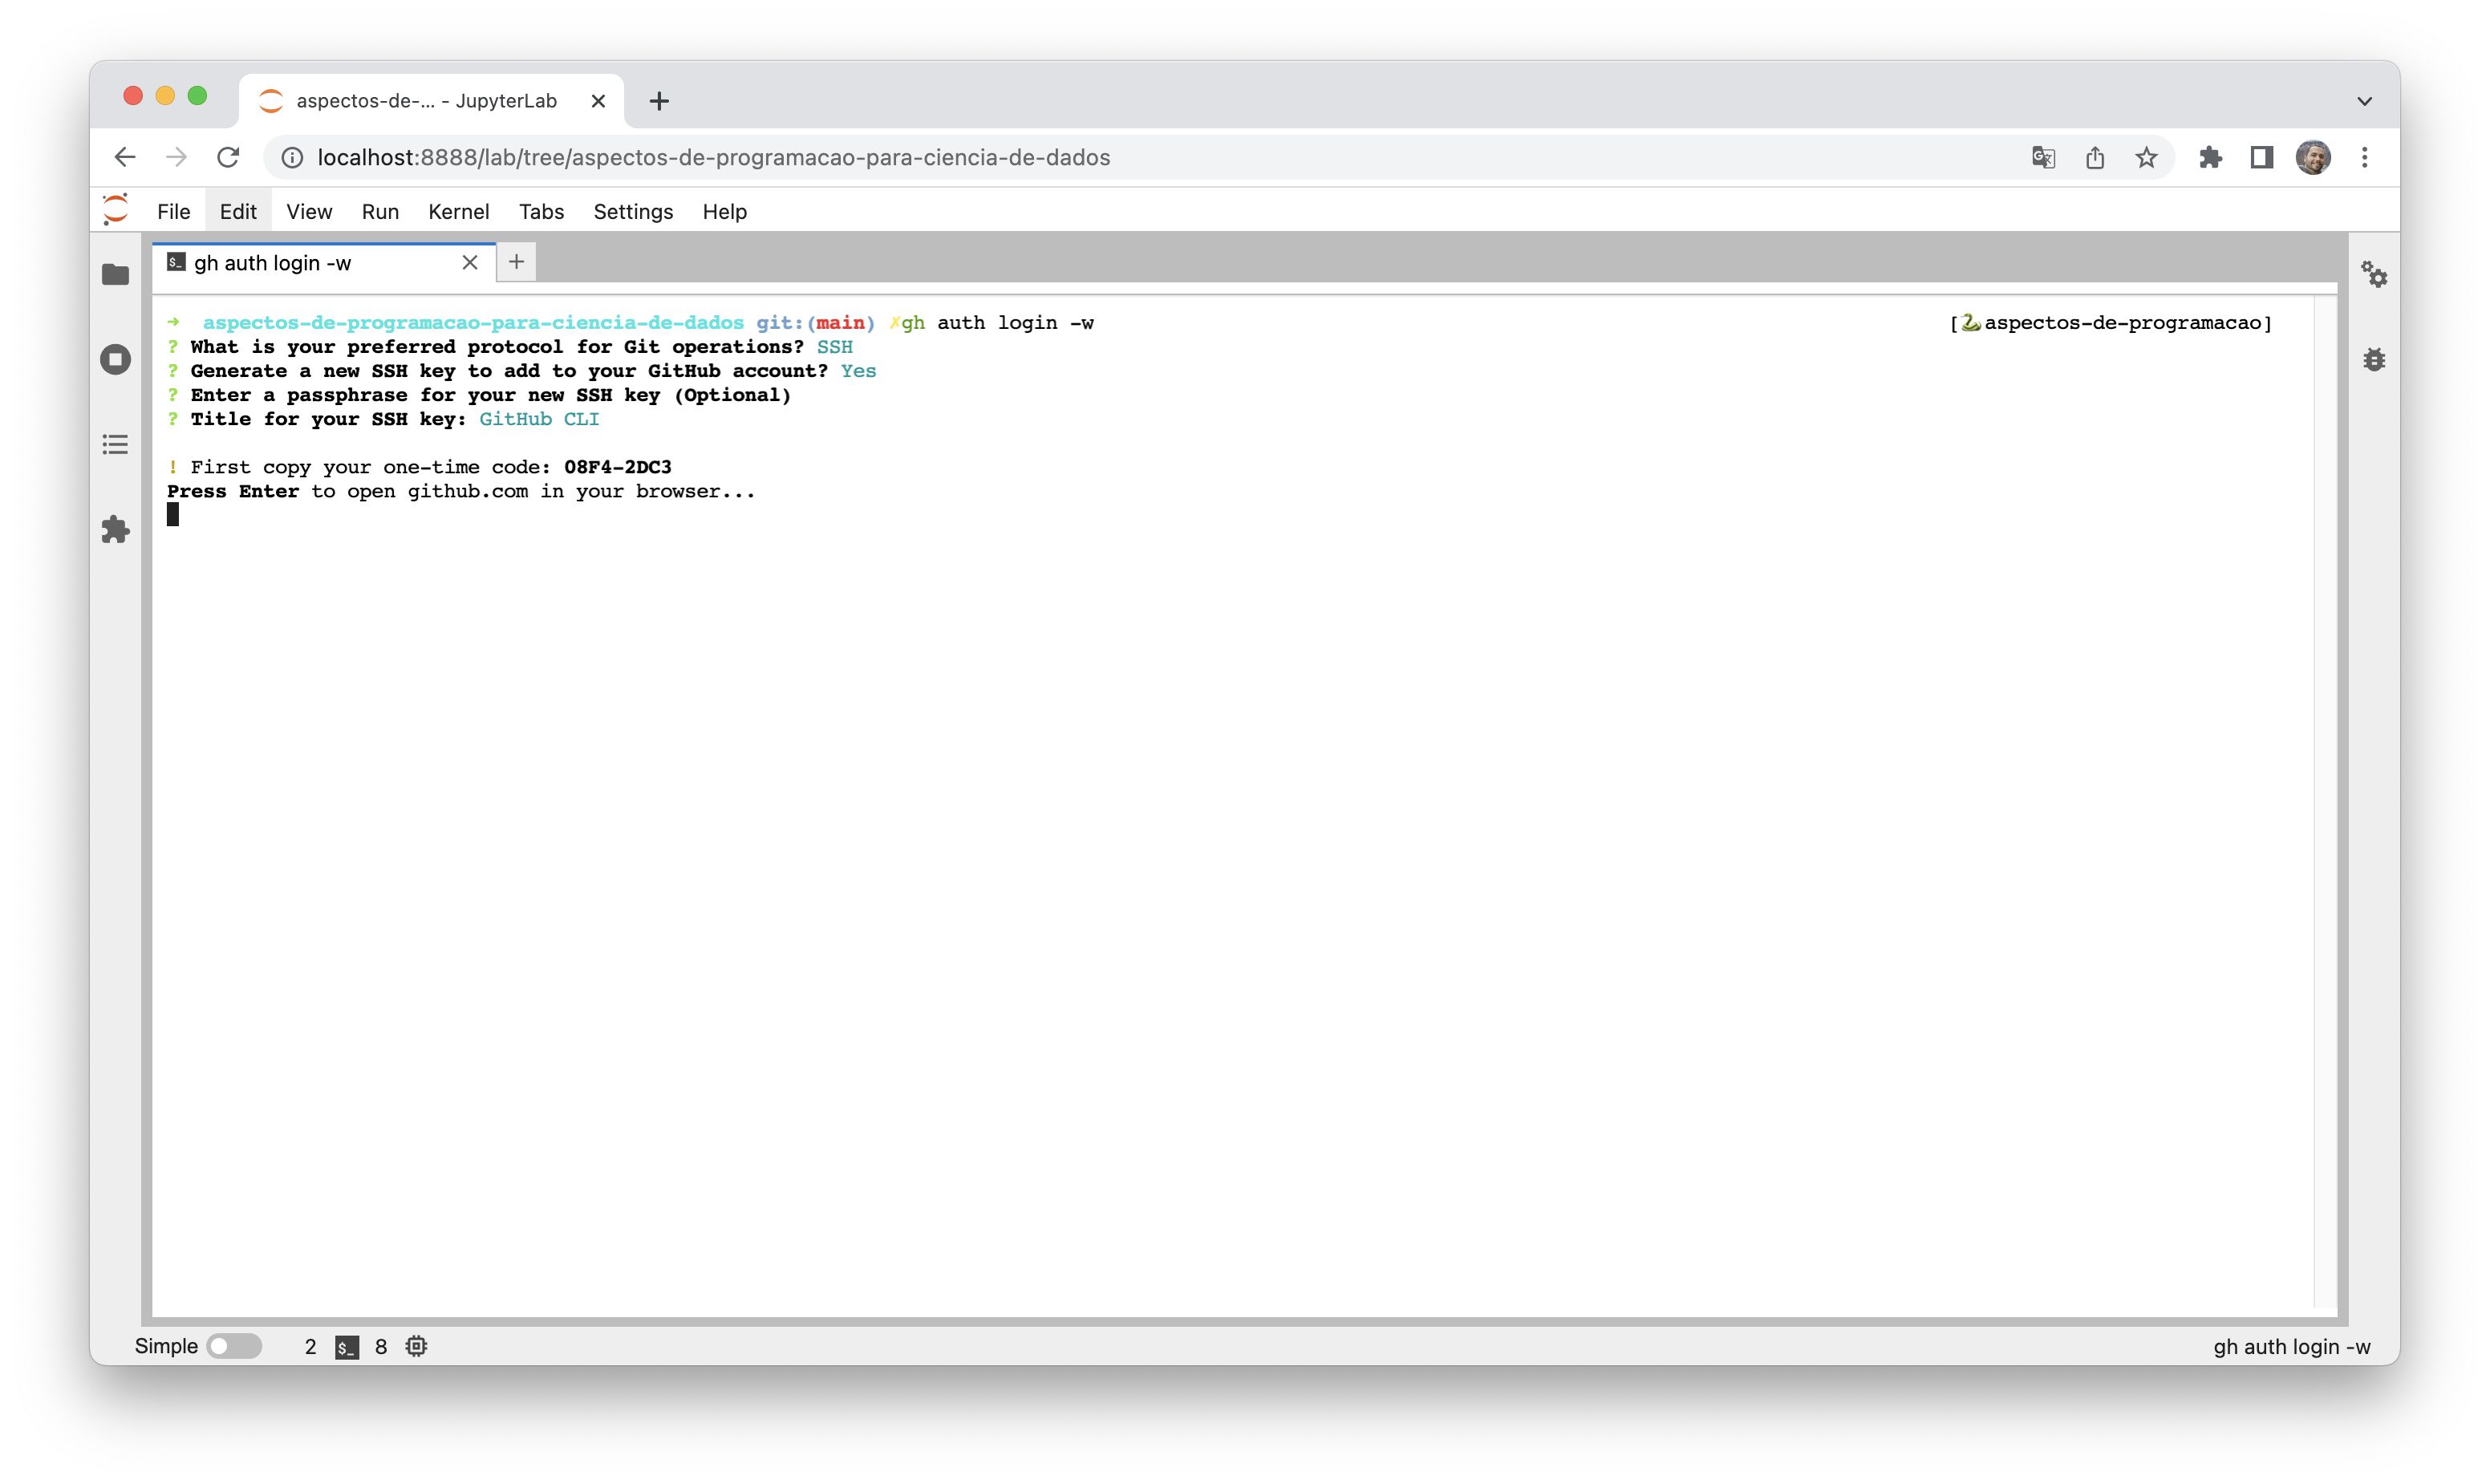 aspectos-de-... - JupyterLab
localhost:8888/lab/tree/aspectos-de-programacao-para-ciencia-de-dados
File Edit View Run Kernel Tabs Settings Help
$_ gh auth login -w
→ aspectos-de-programacao-para-ciencia-de-dados git:(main) ✗gh auth login -w [🐍aspectos-de-programacao]
? What is your preferred protocol for Git operations? SSH
? Generate a new SSH key to add to your GitHub account? Yes
? Enter a passphrase for your new SSH key (Optional)
? Title for your SSH key: GitHub CLI
! First copy your one-time code: 08F4-2DC3
Press Enter to open github.com in your browser...
Simple 2 $_ 8 gh auth login -w